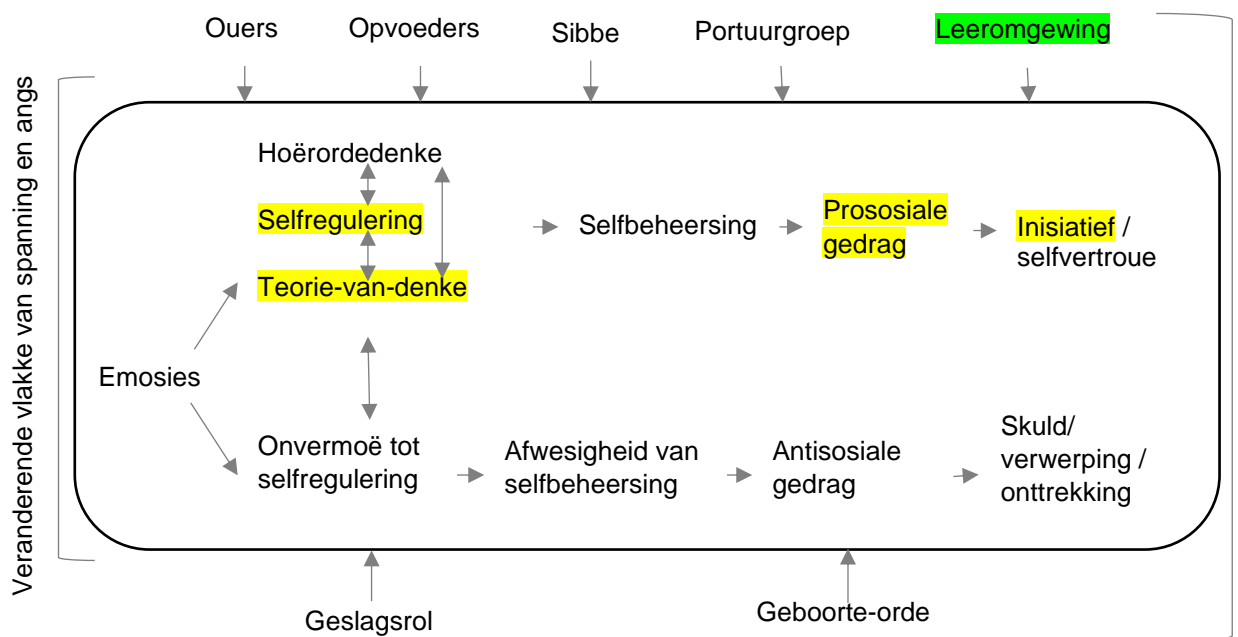 Ouers
Opvoeders
Sibbe
Portuurgroep
Leeromgewing
Veranderende vlakke van spanning en angs
Hoërordedenke
Selfregulering
Teorie-van-denke
Selfbeheersing
Prososiale
gedrag
Inisiatief /
selfvertroue
Emosies
Onvermoë tot
selfregulering
Afwesigheid van
selfbeheersing
Antisosiale
gedrag
Skuld/
verwerping /
onttrekking
Geslagsrol
Geboorte-orde